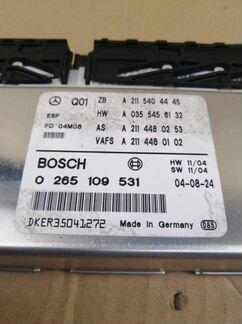 Q01 ZB A 211 540 44 45
ESP HW A 035 545 61 32
FD 04M08 AS A 211 448 02 53
VAFS A 211 448 01 02
BOSCH HW 11/04
SW 11/04
0 265 109 531 04-08-24
DKER35041272 Made in Germany 085